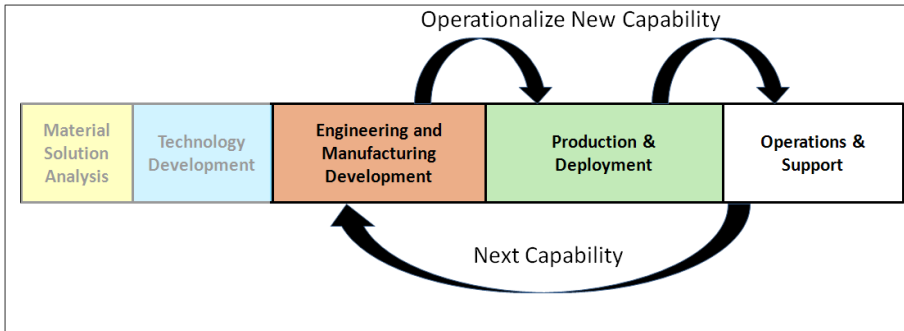 Operationalize New Capability
Material
Solution
Analysis
Technology
Development
Engineering and
Manufacturing
Development
Production &
Deployment
Operations &
Support
Next Capability